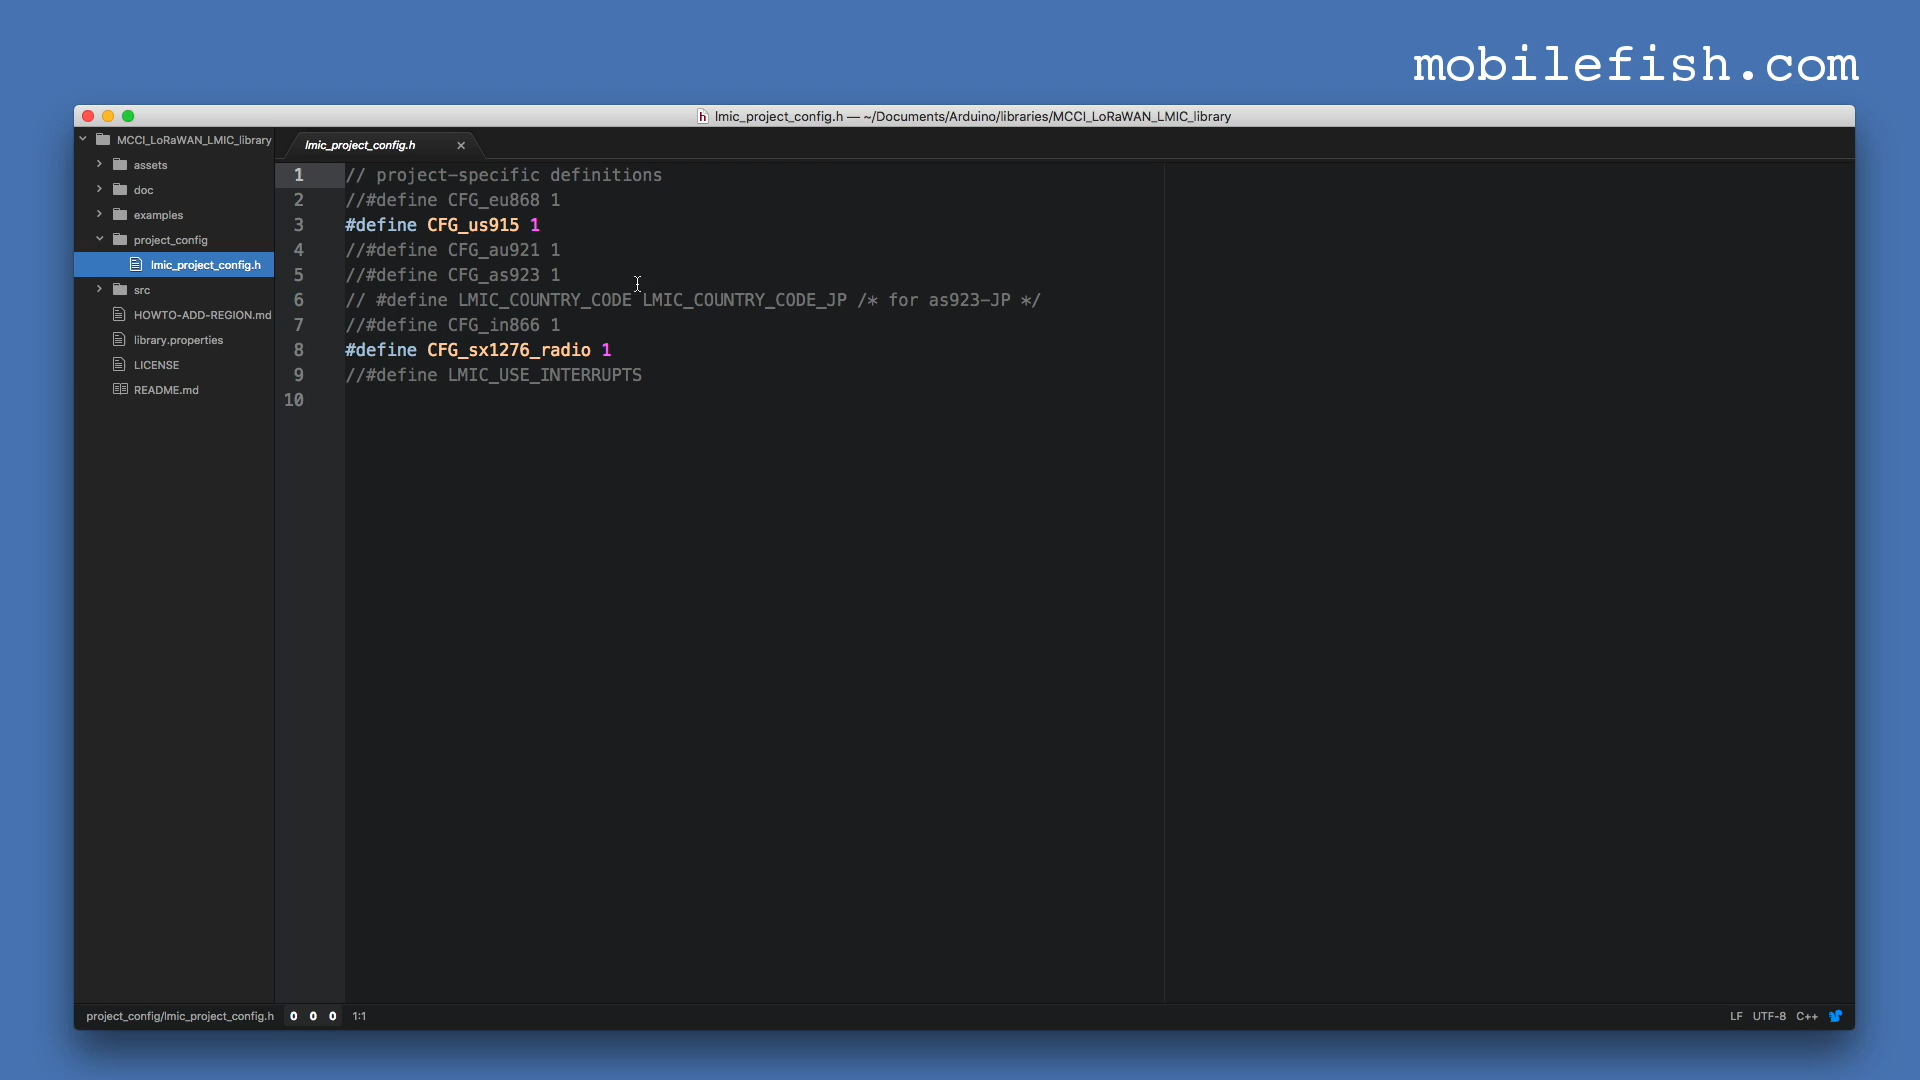 mobilefish.com
lmic_project_config.h — ~/Documents/Arduino/libraries/MCCI_LoRaWAN_LMIC_library
MCCI_LoRaWAN_LMIC_library
assets
doc
examples
project_config
lmic_project_config.h
src
HOWTO-ADD-REGION.md
library.properties
LICENSE
README.md
lmic_project_config.h
1 // project-specific definitions
2 //#define CFG_eu868 1
3 #define CFG_us915 1
4 //#define CFG_au921 1
5 //#define CFG_as923 1
6 // #define LMIC_COUNTRY_CODE LMIC_COUNTRY_CODE_JP /* for as923-JP */
7 //#define CFG_in866 1
8 #define CFG_sx1276_radio 1
9 //#define LMIC_USE_INTERRUPTS
10
project_config/lmic_project_config.h 0 0 0 1:1 LF UTF-8 C++